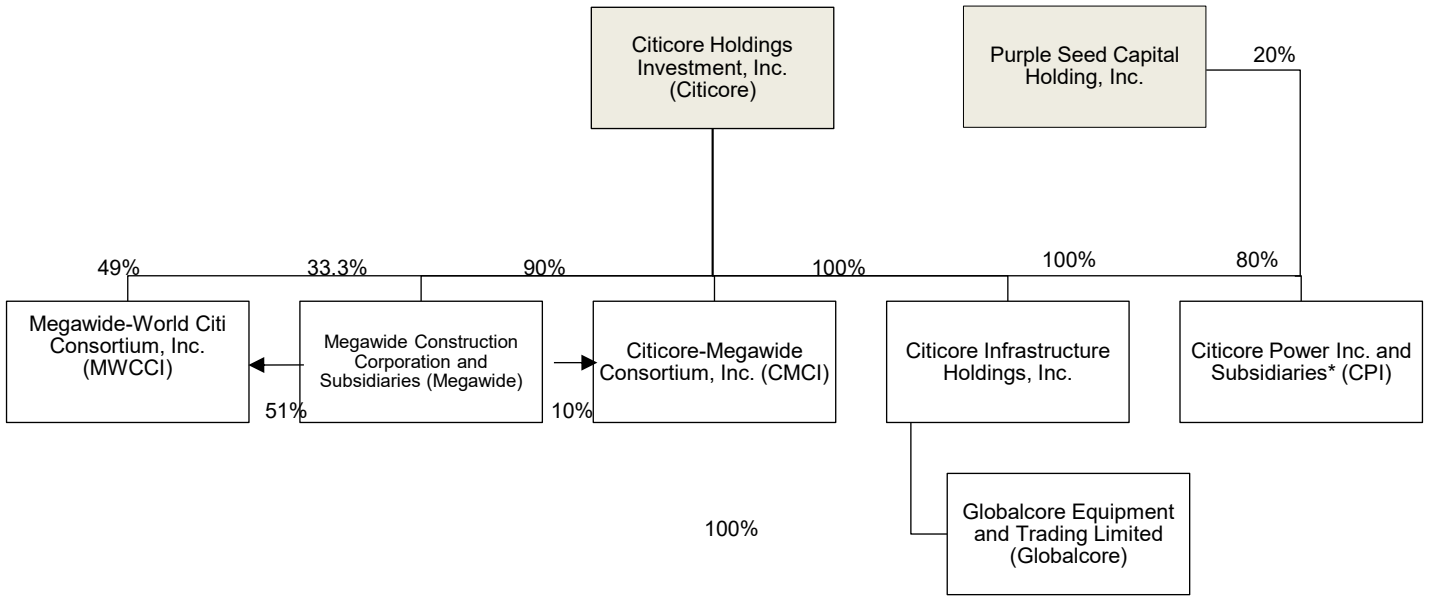 Citicore Holdings
Investment, Inc.
(Citicore)
Purple Seed Capital
Holding, Inc.
20%
49%
33.3%
90%
100%
100%
80%
Megawide-World Citi
Consortium, Inc.
(MWCCI)
Megawide Construction
Corporation and
Subsidiaries (Megawide)
Citicore-Megawide
Consortium, Inc. (CMCI)
Citicore Infrastructure
Holdings, Inc.
Citicore Power Inc. and
Subsidiaries* (CPI)
51%
10%
Globalcore Equipment
and Trading Limited
(Globalcore)
100%